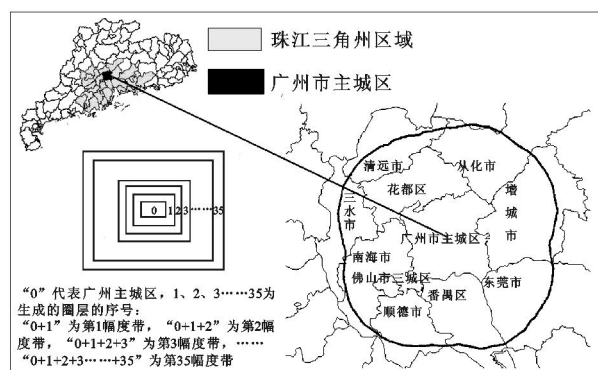 珠江三角洲区域
广州市主城区
0 1 2 3 …… 35
“0”代表广州主城区，1、2、3……35为
生成的圈层的序号：
“0+1”为第1幅度带，“0+1+2”为第2幅
度带，“0+1+2+3”为第3幅度带，……
“0+1+2+3……+35”为第35幅度带
清远市
从化市
花都区
增城市
三水市
广州市主城区
南海市
佛山市三城区
东莞市
番禺区
顺德市